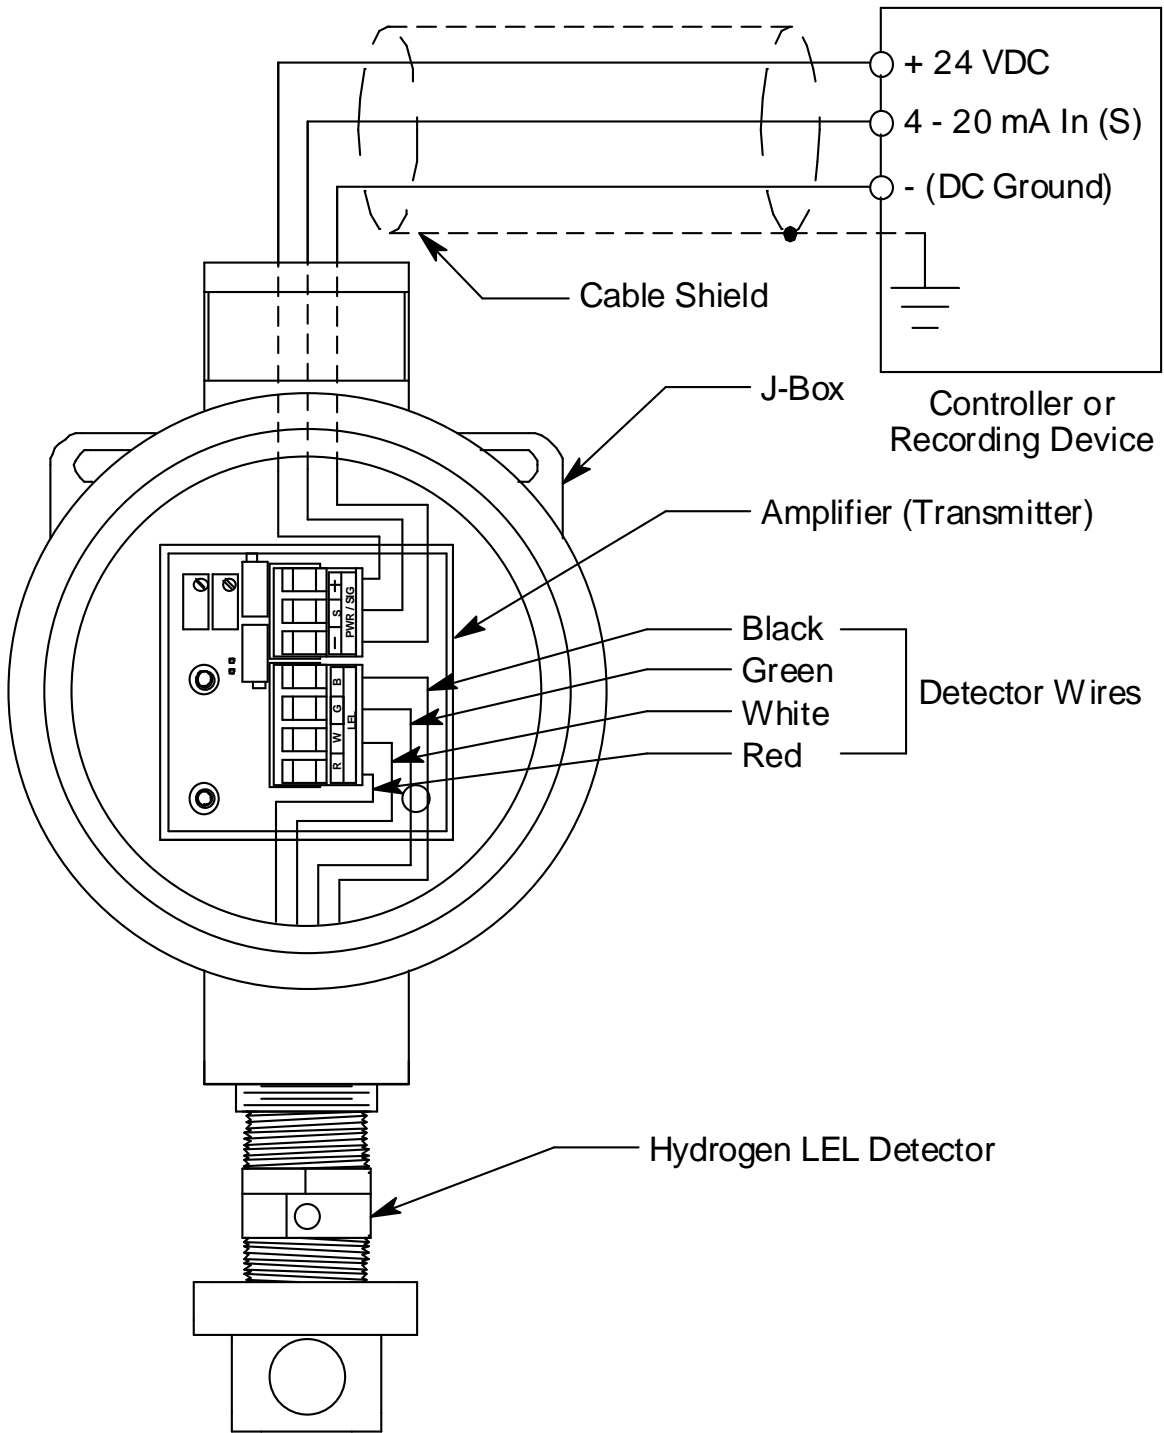 + 24 VDC
4 - 20 mA In (S)
- (DC Ground)
Cable Shield
J-Box
Controller or
Recording Device
Amplifier (Transmitter)
+
S
-
PWR / SIG
Black
Green
White
Red
Detector Wires
B
G
W
R
LEL
Hydrogen LEL Detector